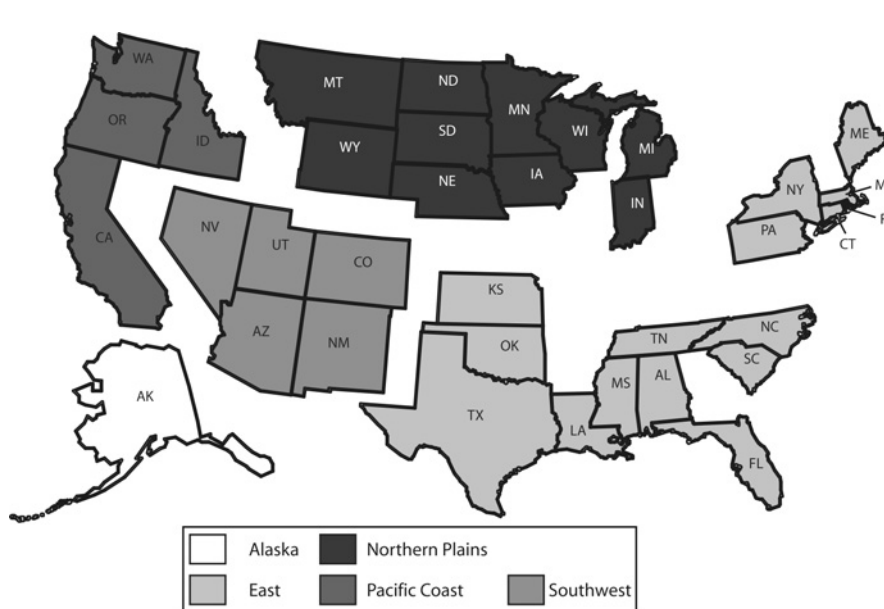 WA
MT
ND
MN
ME
OR
ID
SD
WI
WY
MI
NY
NE
IA
IN
PA
CT
CA
NV
UT
CO
KS
AZ
NM
OK
TN
NC
SC
AK
TX
MS
AL
LA
FL
Alaska
Northern Plains
East
Pacific Coast
Southwest